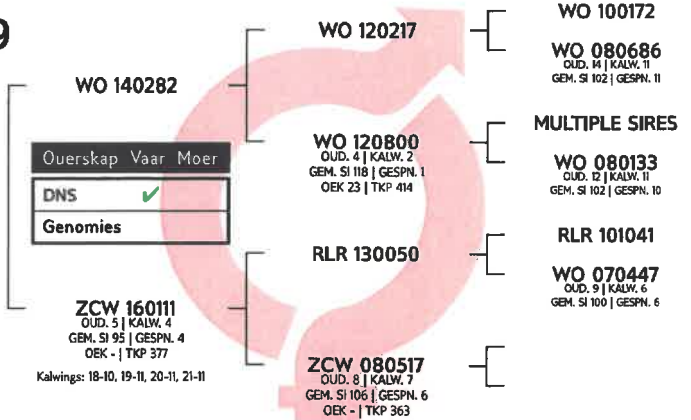 9
WO 140282
Ouerskap Vaar Moer
DNS ✔
Genomies
ZCW 160111
OUD. 5 | KALW. 4
GEM. SI 95 | GESPN. 4
OEK - | TKP 377
Kalwings: 18-10, 19-11, 20-11, 21-11
WO 120217
WO 120800
OUD. 4 | KALW. 2
GEM. SI 118 | GESPN. 1
OEK 23 | TKP 414
RLR 130050
ZCW 080517
OUD. 8 | KALW. 7
GEM. SI 106 | GESPN. 6
OEK - | TKP 363
WO 100172
WO 080686
OUD. 14 | KALW. 11
GEM. SI 102 | GESPN. 11
MULTIPLE SIRES
WO 080133
OUD. 12 | KALW. 11
GEM. SI 102 | GESPN. 10
RLR 101041
WO 070447
OUD. 9 | KALW. 6
GEM. SI 100 | GESPN. 6